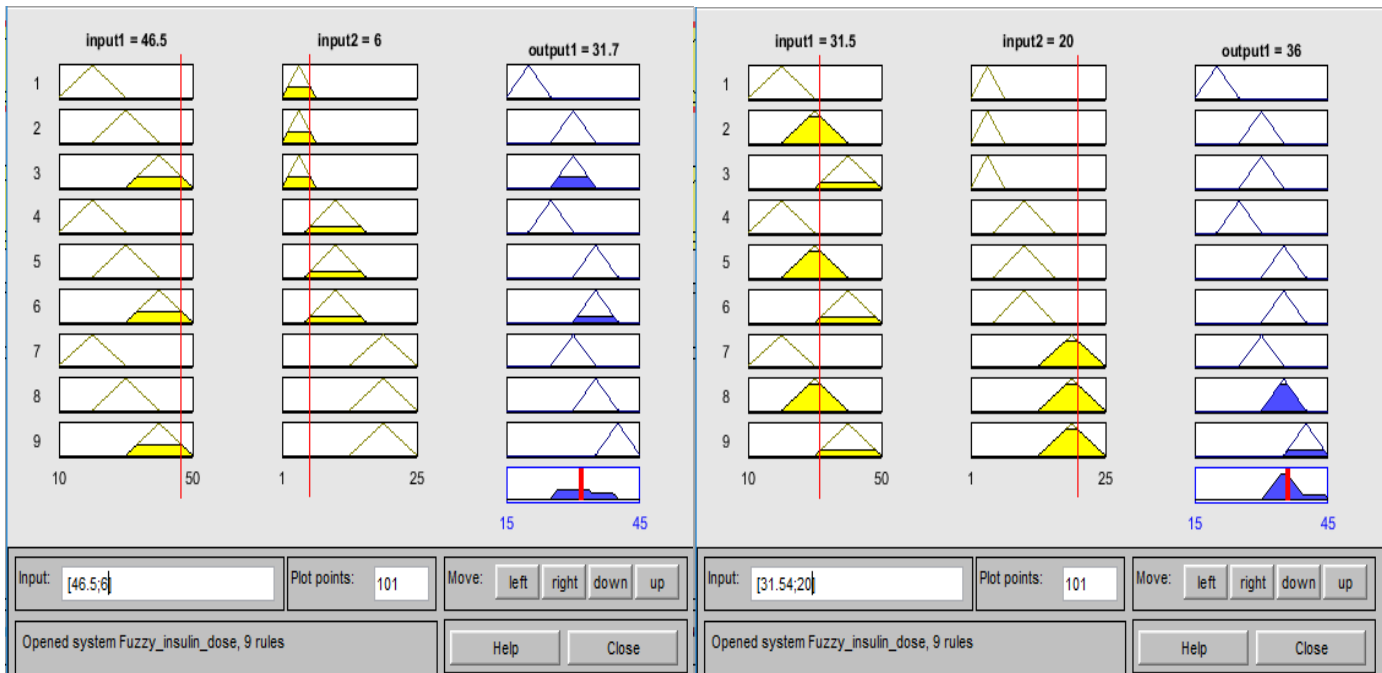 input1 = 46.5 input2 = 6 output1 = 31.7
1
2
3
4
5
6
7
8
9
10 50 1 25
15 45
Input: [46.5;6] Plot points: 101 Move: left right down up
Opened system Fuzzy_insulin_dose, 9 rules Help Close
input1 = 31.5 input2 = 20 output1 = 36
1
2
3
4
5
6
7
8
9
10 50 1 25
15 45
Input: [31.54;20] Plot points: 101 Move: left right down up
Opened system Fuzzy_insulin_dose, 9 rules Help Close